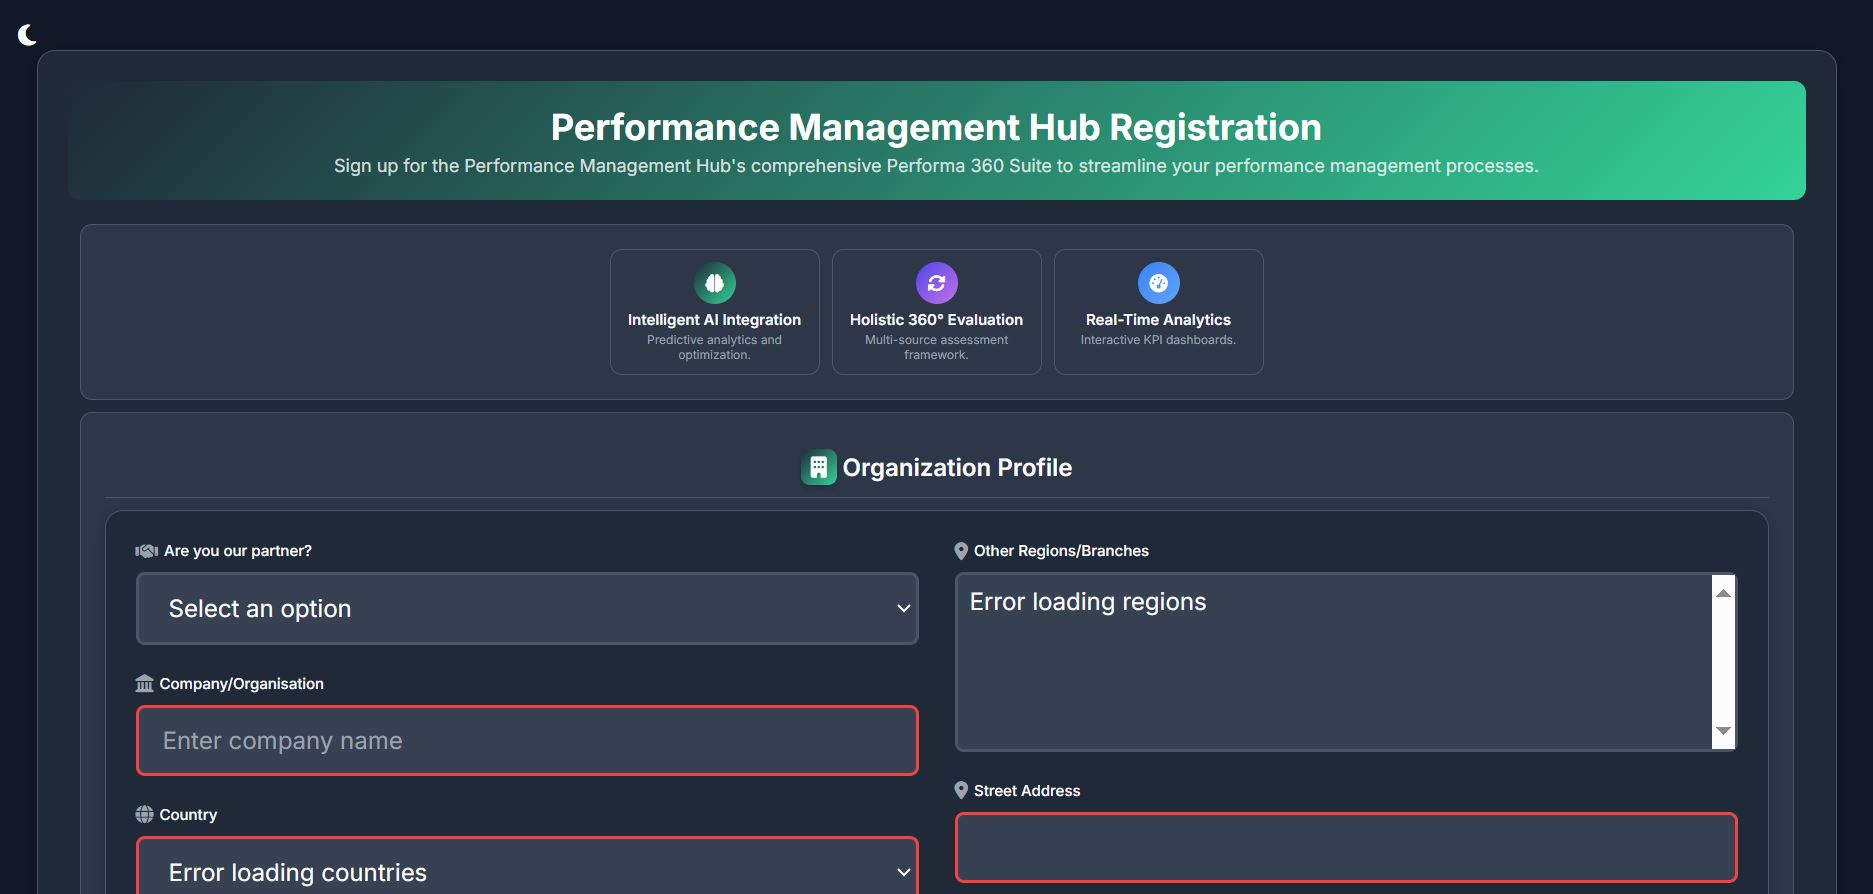 Performance Management Hub Registration
Sign up for the Performance Management Hub's comprehensive Performa 360 Suite to streamline your performance management processes.
Intelligent AI Integration
Predictive analytics and
optimization.
Holistic 360° Evaluation
Multi-source assessment
framework.
Real-Time Analytics
Interactive KPI dashboards.
Organization Profile
Are you our partner?
Select an option
Company/Organisation
Enter company name
Country
Error loading countries
Other Regions/Branches
Error loading regions
Street Address